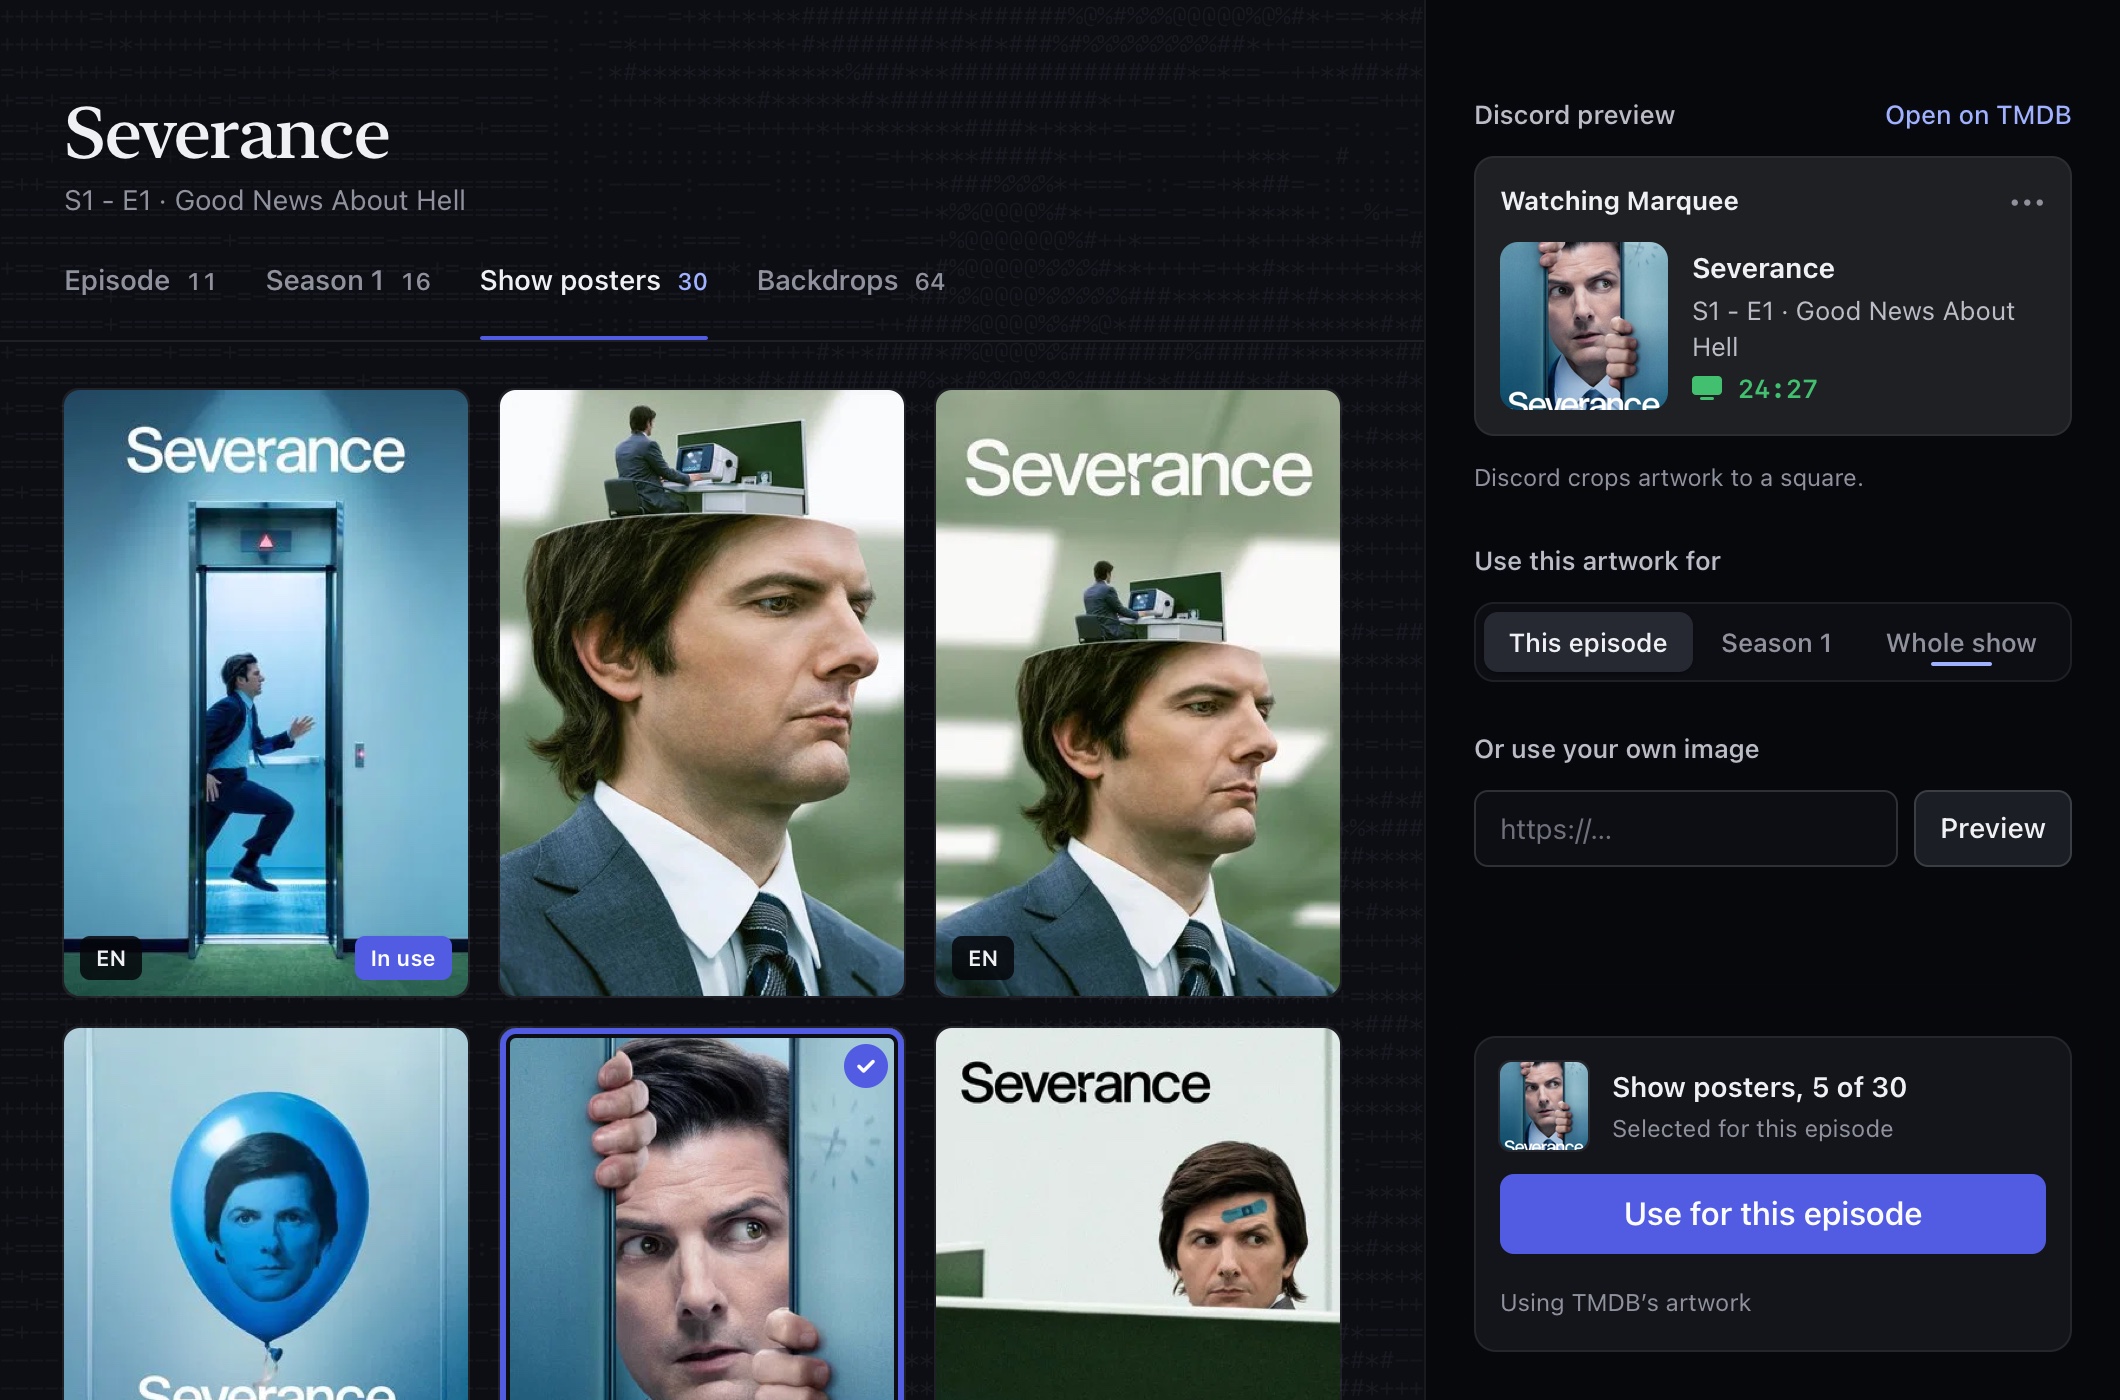 Severance
S1 - E1 · Good News About Hell
Episode 11 Season 1 16 Show posters 30 Backdrops 64
Severance
EN
In use
Severance
EN
Severance
Severance
Discord preview
Open on TMDB
Watching Marquee
Severance
Severance
S1 - E1 · Good News About
Hell
24:27
Discord crops artwork to a square.
Use this artwork for
This episode Season 1 Whole show
Or use your own image
https://...
Preview
Severance
Show posters, 5 of 30
Selected for this episode
Use for this episode
Using TMDB’s artwork